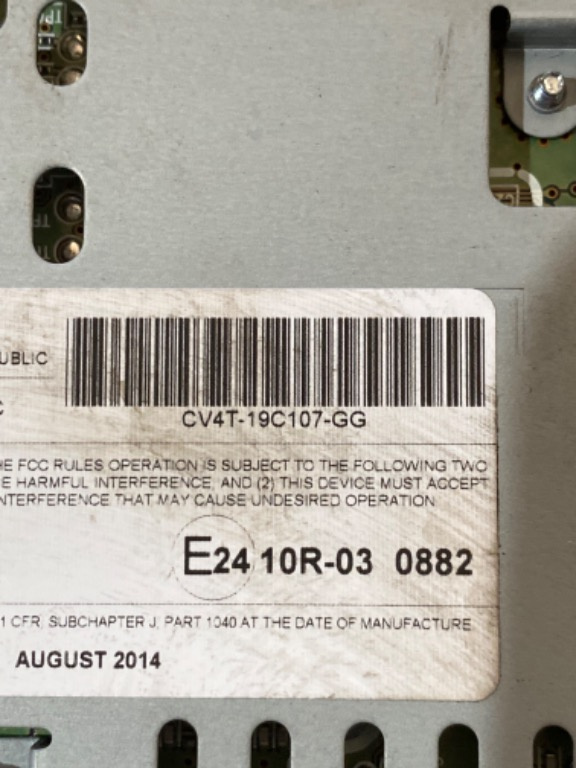 UBLIC
C
CV4T-19C107-GG
HE FCC RULES OPERATION IS SUBJECT TO THE FOLLOWING TWO
E HARMFUL INTERFERENCE, AND (2) THIS DEVICE MUST ACCEPT
NTERFERENCE THAT MAY CAUSE UNDESIRED OPERATION
E24 10R-03 0882
1 CFR, SUBCHAPTER J, PART 1040 AT THE DATE OF MANUFACTURE
AUGUST 2014